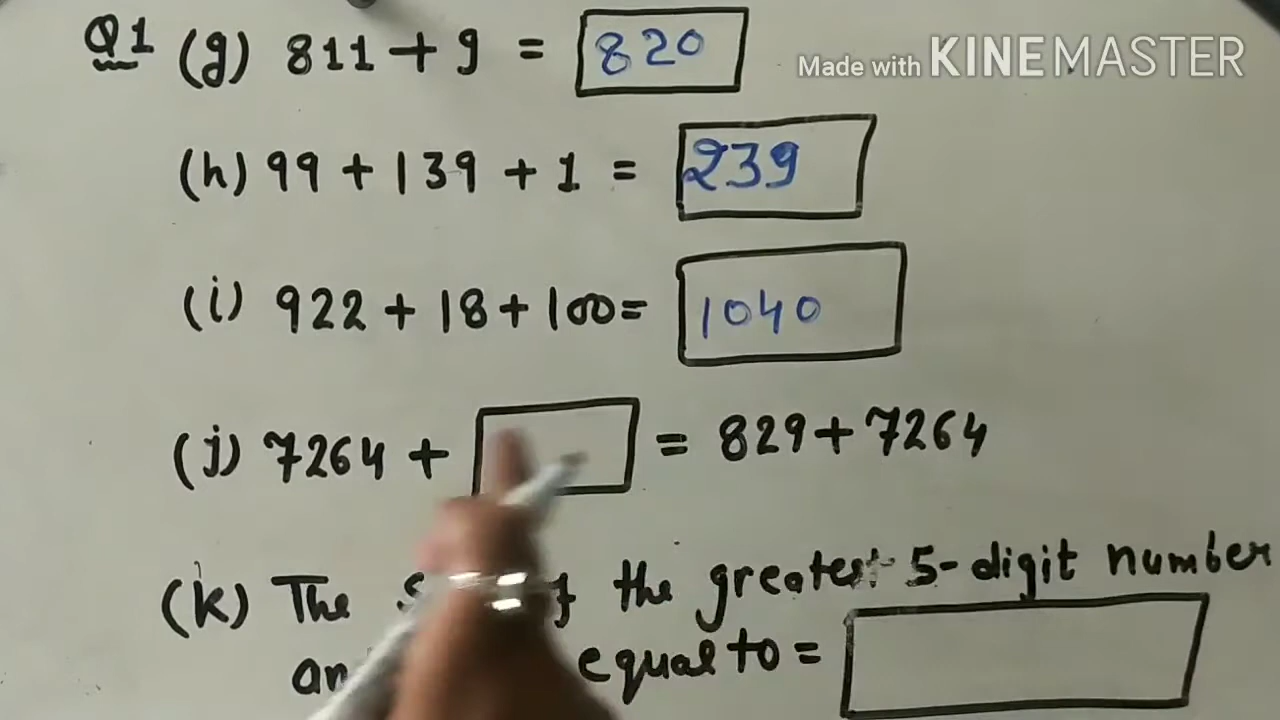 Q1 (g) 811 + 9 = 820
Made with KINEMASTER
(h) 99 + 139 + 1 = 239
(i) 922 + 18 + 100 = 1040
(j) 7264 + = 829 + 7264
(k) The the greatest 5-digit number
equal to =